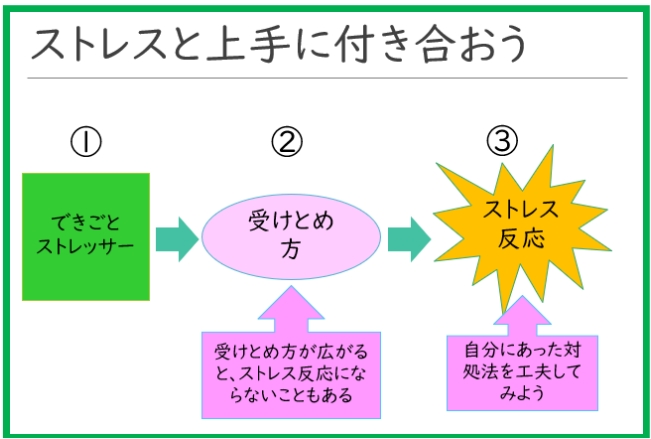 ストレスと上手に付き合おう
①
②
③
できごと
ストレッサー
受けとめ
方
ストレス
反応
受けとめ方が広がる
と、ストレス反応にな
らないこともある
自分にあった対
処法を工夫して
みよう